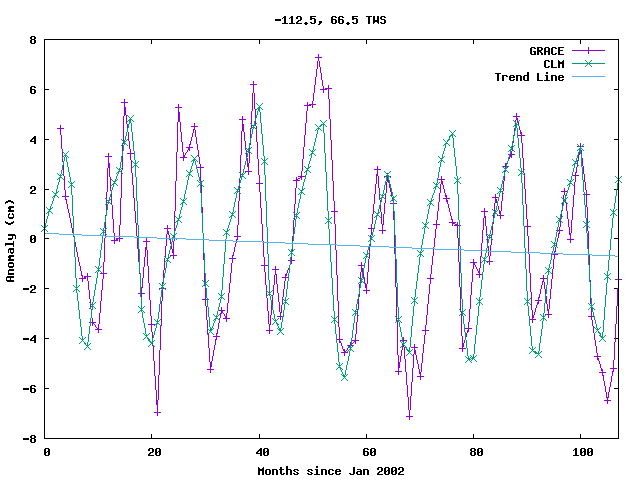 -112.5, 66.5 TWS
GRACE
CLM
Trend Line
Anomaly (cm)
8
6
4
2
0
-2
-4
-6
-8
0 20 40 60 80 100
Months since Jan 2002